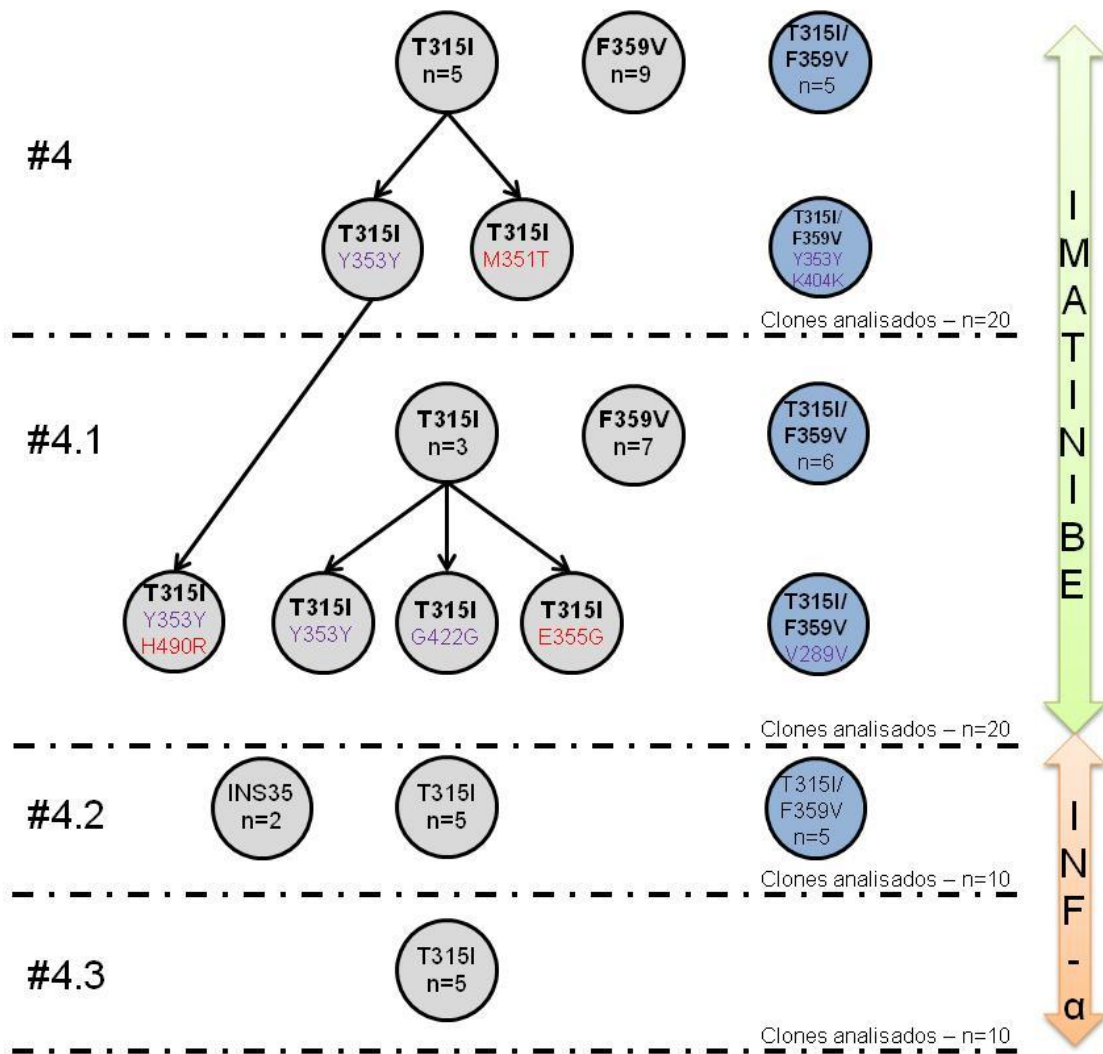 #4
T315I
n=5
F359V
n=9
T315I/
F359V
n=5
T315I
Y353Y
T315I
M351T
T315I/
F359V
Y353Y
K404K
Clones analisados – n=20
#4.1
T315I
n=3
F359V
n=7
T315I/
F359V
n=6
T315I
Y353Y
H490R
T315I
Y353Y
T315I
G422G
T315I
E355G
T315I/
F359V
V289V
Clones analisados – n=20
#4.2
INS35
n=2
T315I
n=5
T315I/
F359V
n=5
Clones analisados – n=10
#4.3
T315I
n=5
Clones analisados – n=10
IMATINIBE
INF-α